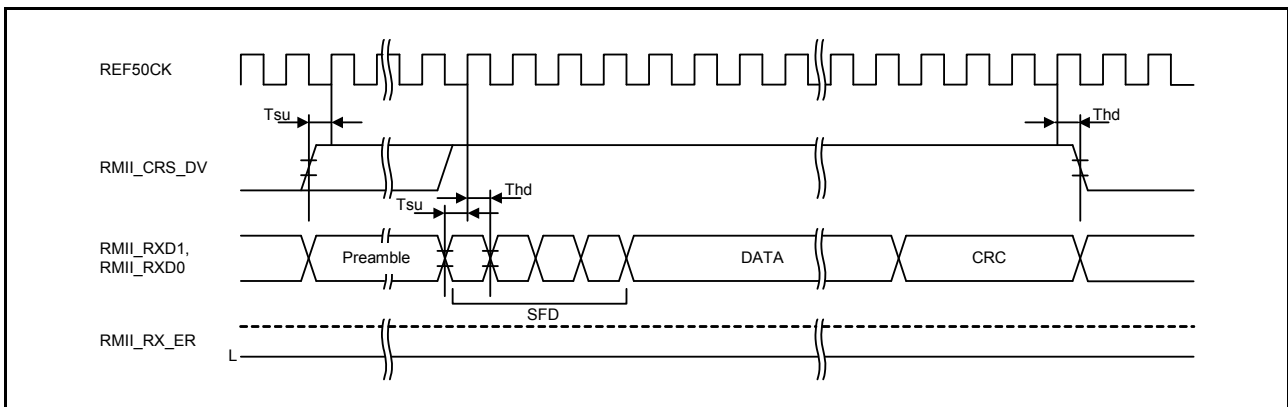 REF50CK
Tsu
Thd
RMII_CRS_DV
Tsu
Thd
RMII_RXD1,
RMII_RXD0
Preamble
DATA
CRC
SFD
RMII_RX_ER
L